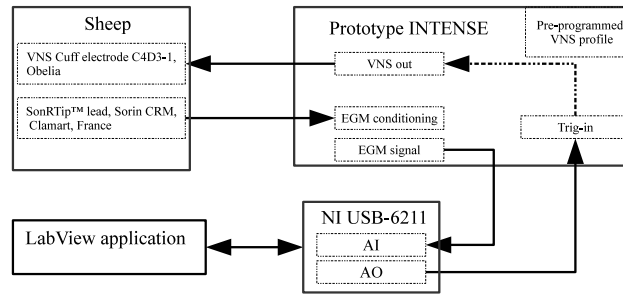 Sheep
VNS Cuff electrode C4D3-1,
Obelia
SonRTip™ lead, Sorin CRM,
Clamart, France
Prototype INTENSE
Pre-programmed
VNS profile
VNS out
EGM conditioning
EGM signal
Trig-in
LabView application
NI USB-6211
AI
AO